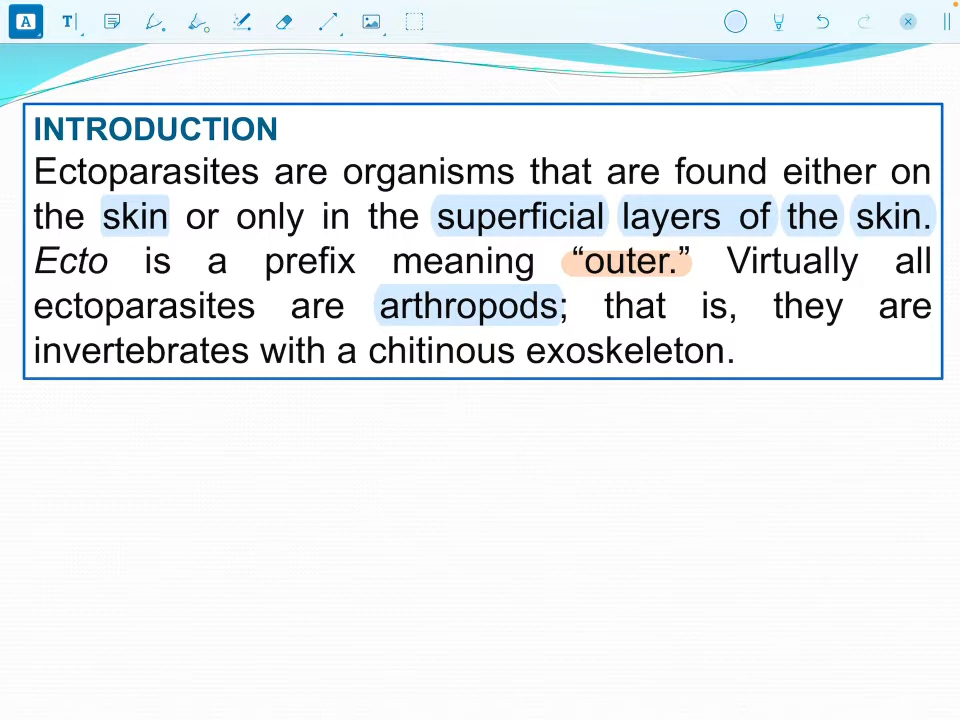 A
T
INTRODUCTION
Ectoparasites are organisms that are found either on
the skin or only in the superficial layers of the skin.
Ecto is a prefix meaning “outer.” Virtually all
ectoparasites are arthropods; that is, they are
invertebrates with a chitinous exoskeleton.